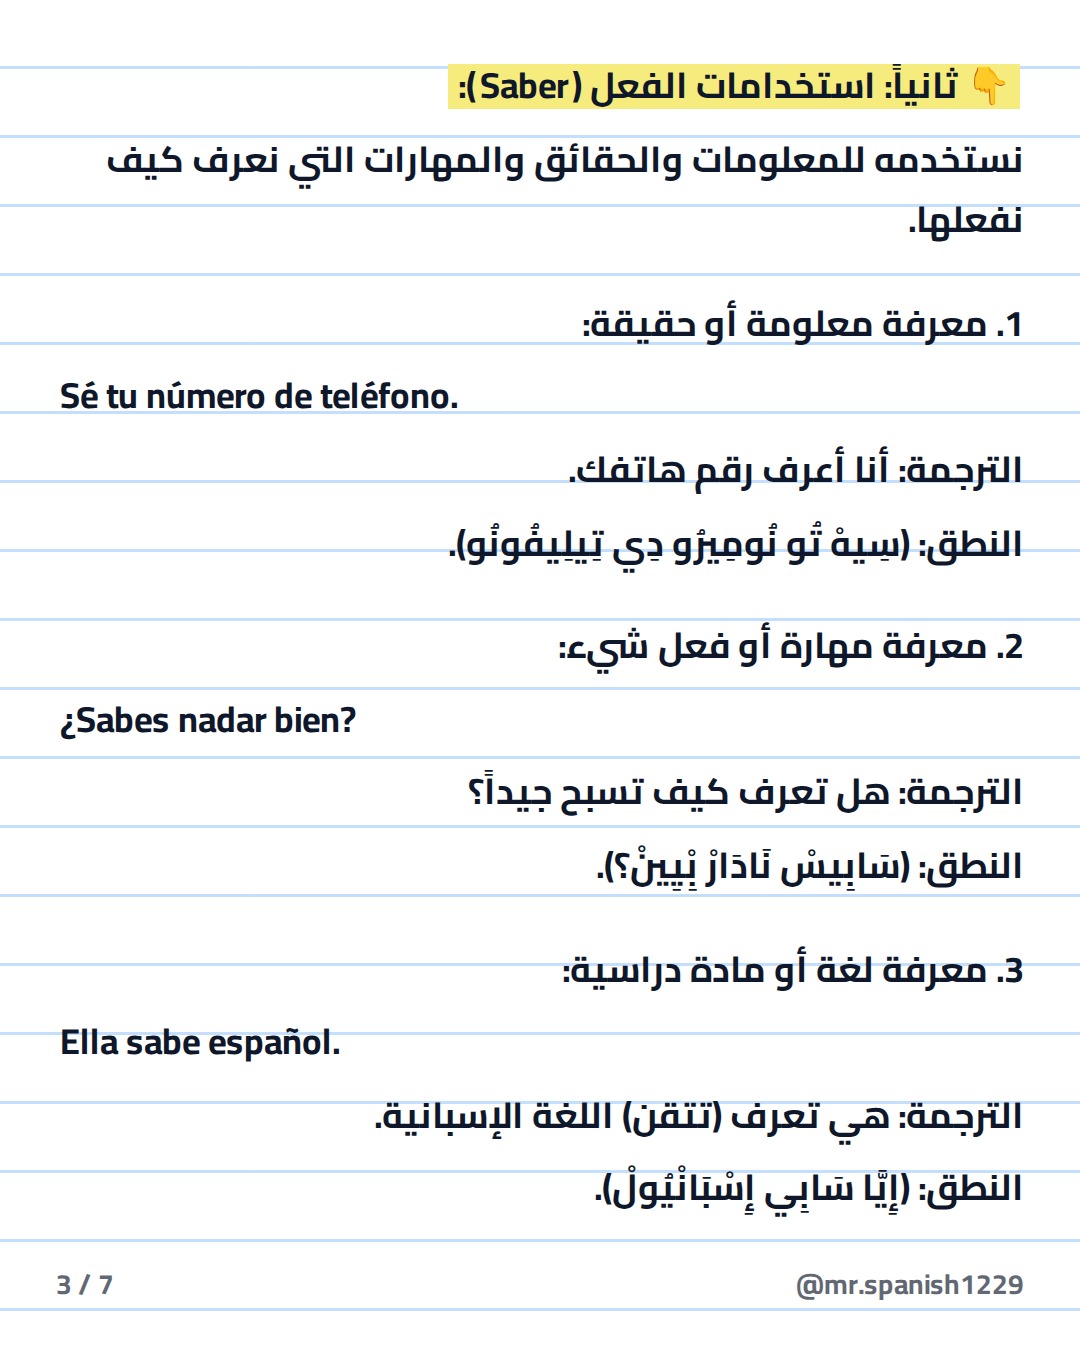 👇 ثانياً: استخدامات الفعل (Saber):
نستخدمه للمعلومات والحقائق والمهارات التي نعرف كيف
نفعلها.
1. معرفة معلومة أو حقيقة:
Sé tu número de teléfono.
الترجمة: أنا أعرف رقم هاتفك.
النطق: (سِيهْ تُو نُومِيرُو دِي تِيلِيفُونُو).
2. معرفة مهارة أو فعل شيء:
¿Sabes nadar bien?
الترجمة: هل تعرف كيف تسبح جيداً؟
النطق: (سَابِيسْ نَادَارْ بْيِينْ؟).
3. معرفة لغة أو مادة دراسية:
Ella sabe español.
الترجمة: هي تعرف (تتقن) اللغة الإسبانية.
النطق: (إِيَّا سَابِي إِسْبَانْيُولْ).
3 / 7
@mr.spanish1229